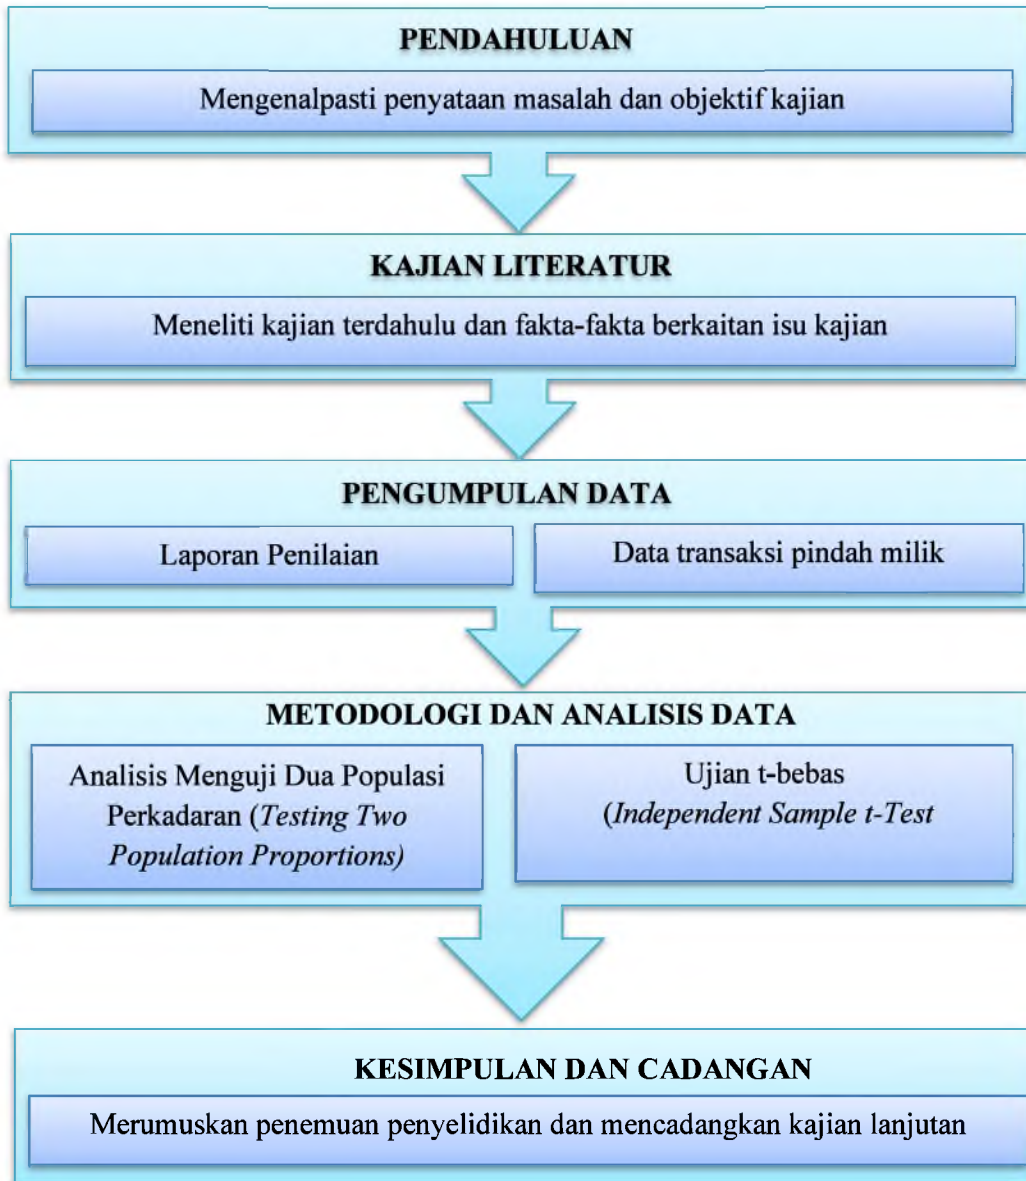 PENDAHULUAN
Mengenalpasti penyataan masalah dan objektif kajian
KAJIAN LITERATUR
Meneliti kajian terdahulu dan fakta-fakta berkaitan isu kajian
PENGUMPULAN DATA
Laporan Penilaian
Data transaksi pindah milik
METODOLOGI DAN ANALISIS DATA
Analisis Menguji Dua Populasi
Perkadaran (Testing Two
Population Proportions)
Ujian t-bebas
(Independent Sample t-Test
KESIMPULAN DAN CADANGAN
Merumuskan penemuan penyelidikan dan mencadangkan kajian lanjutan